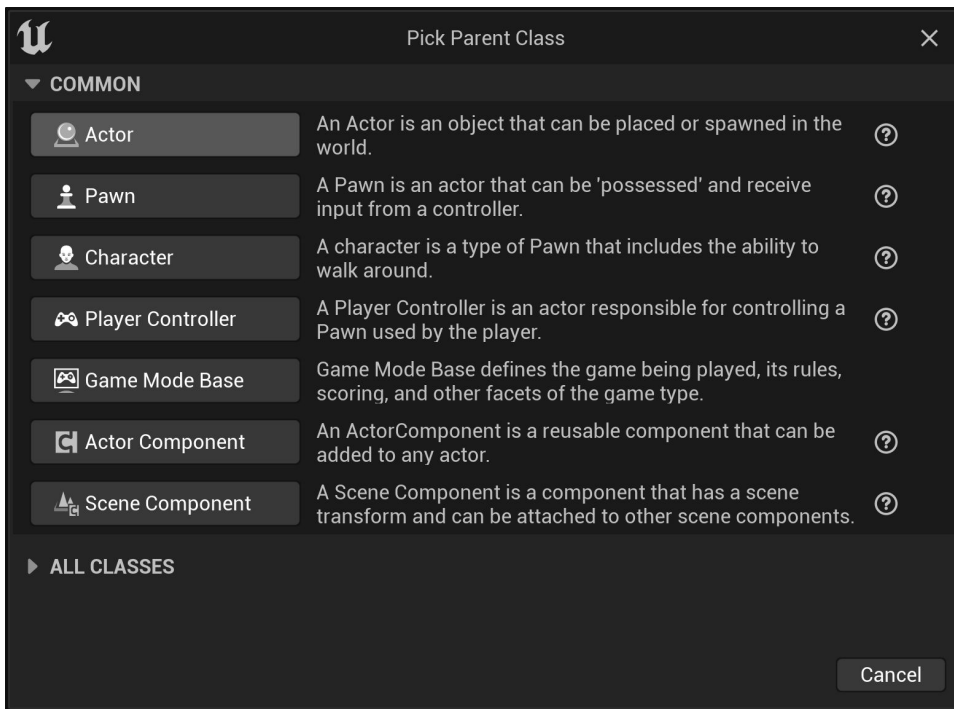 Pick Parent Class
COMMON
Actor
An Actor is an object that can be placed or spawned in the
world.
Pawn
A Pawn is an actor that can be 'possessed' and receive
input from a controller.
Character
A character is a type of Pawn that includes the ability to
walk around.
Player Controller
A Player Controller is an actor responsible for controlling a
Pawn used by the player.
Game Mode Base
Game Mode Base defines the game being played, its rules,
scoring, and other facets of the game type.
Actor Component
An ActorComponent is a reusable component that can be
added to any actor.
Scene Component
A Scene Component is a component that has a scene
transform and can be attached to other scene components.
ALL CLASSES
Cancel